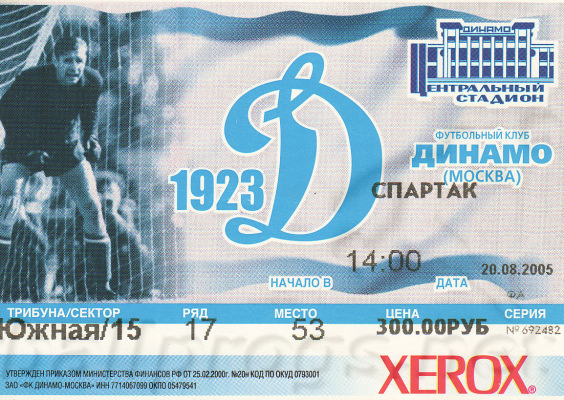 ДИНАМО
ЦЕНТРАЛЬНЫЙ
СТАДИОН
ФУТБОЛЬНЫЙ КЛУБ
ДИНАМО
(МОСКВА)
1923
Д
СПАРТАК
НАЧАЛО В 14:00 ДАТА 20.08.2005
ТРИБУНА/СЕКТОР РЯД МЕСТО ЦЕНА СЕРИЯ
Южная/15 17 53 300.00РУБ № 692482
УТВЕРЖДЕН ПРИКАЗОМ МИНИСТЕРСТВА ФИНАНСОВ РФ ОТ 25.02.2000г. №20н КОД ПО ОКУД 0793001
ЗАО «ФК ДИНАМО-МОСКВА» ИНН 7714067099 ОКПО 05479541
XEROX®